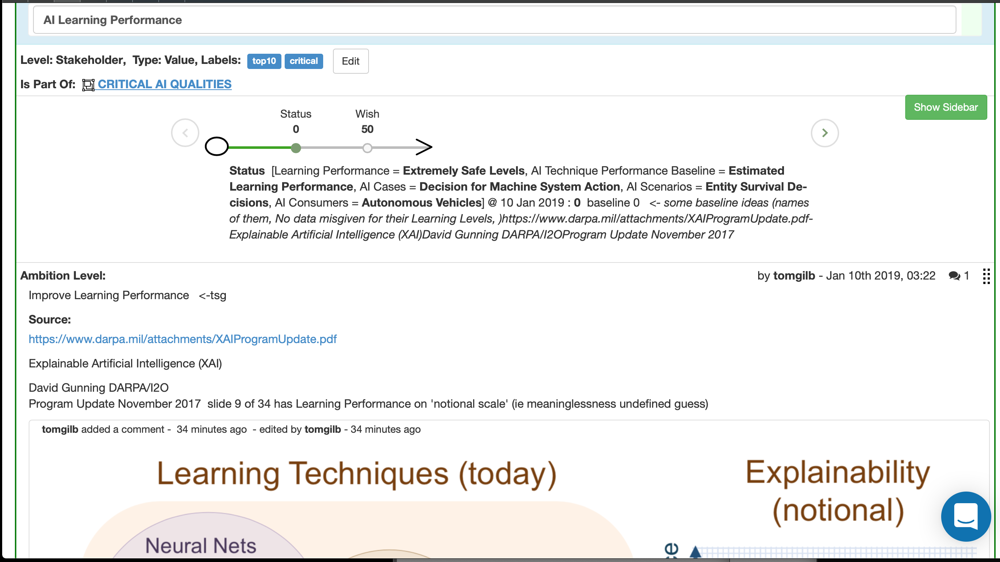 AI Learning Performance
Level: Stakeholder, Type: Value, Labels: top10 critical Edit
Is Part Of: CRITICAL AI QUALITIES
Show Sidebar
Status Wish
0 50
Status [Learning Performance = Extremely Safe Levels, AI Technique Performance Baseline = Estimated
Learning Performance, AI Cases = Decision for Machine System Action, AI Scenarios = Entity Survival De-
cisions, AI Consumers = Autonomous Vehicles] @ 10 Jan 2019 : 0 baseline 0 <- some baseline ideas (names
of them, No data misgiven for their Learning Levels, )https://www.darpa.mil/attachments/XAIProgramUpdate.pdf-
Explainable Artificial Intelligence (XAI)David Gunning DARPA/I2OProgram Update November 2017
Ambition Level: by tomgilb - Jan 10th 2019, 03:22 1
Improve Learning Performance <-tsg
Source:
https://www.darpa.mil/attachments/XAIProgramUpdate.pdf
Explainable Artificial Intelligence (XAI)
David Gunning DARPA/I2O
Program Update November 2017 slide 9 of 34 has Learning Performance on 'notional scale' (ie meaninglessness undefined guess)
tomgilb added a comment - 34 minutes ago - edited by tomgilb - 34 minutes ago
Learning Techniques (today)
Explainability
(notional)
Neural Nets